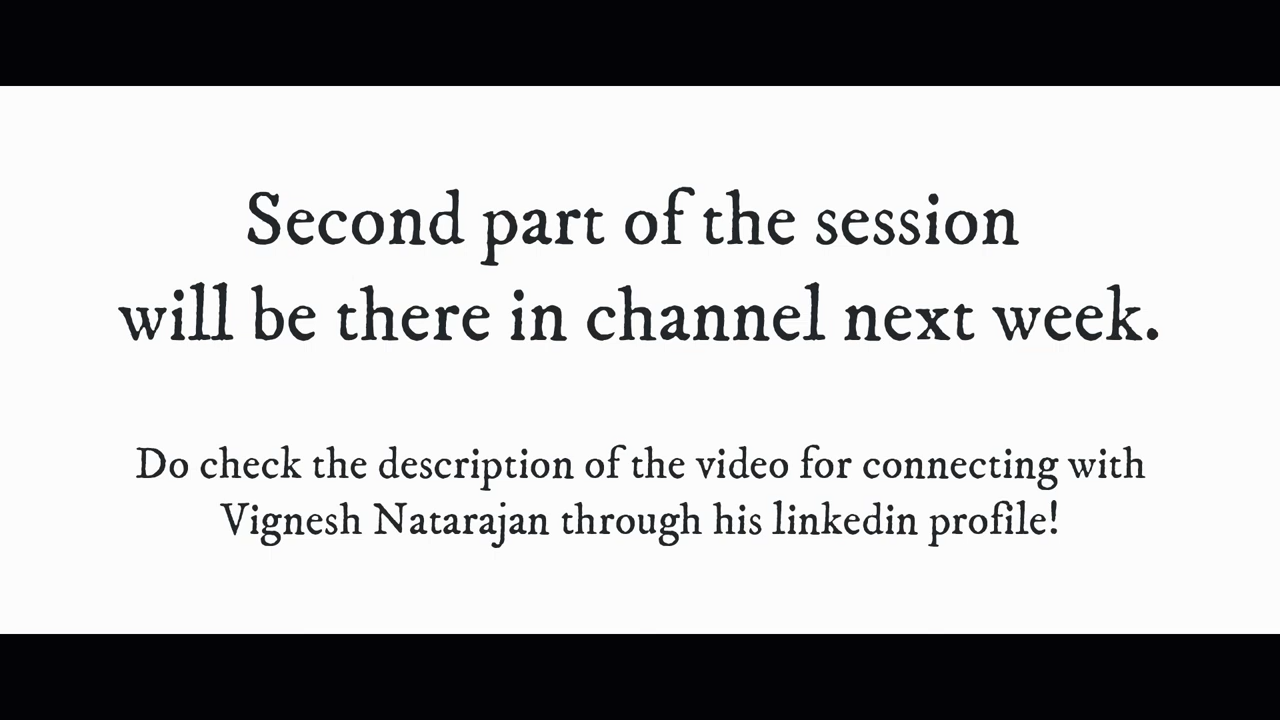 Second part of the session
will be there in channel next week.
Do check the description of the video for connecting with
Vignesh Natarajan through his linkedin profile!